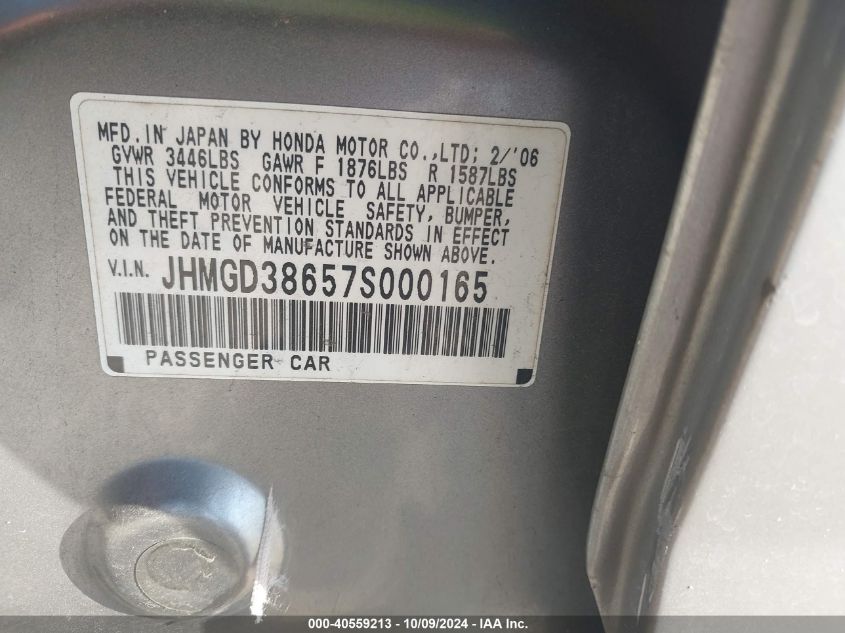 MFD. IN JAPAN BY HONDA MOTOR CO.,LTD; 2/'06
GVWR 3446LBS GAWR F 1876LBS R 1587LBS
THIS VEHICLE CONFORMS TO ALL APPLICABLE
FEDERAL MOTOR VEHICLE SAFETY, BUMPER,
AND THEFT PREVENTION STANDARDS IN EFFECT
ON THE DATE OF MANUFACTURE SHOWN ABOVE.
V.I.N. JHMGD38657S000165
PASSENGER CAR
000-40559213 - 10/09/2024 - IAA Inc.